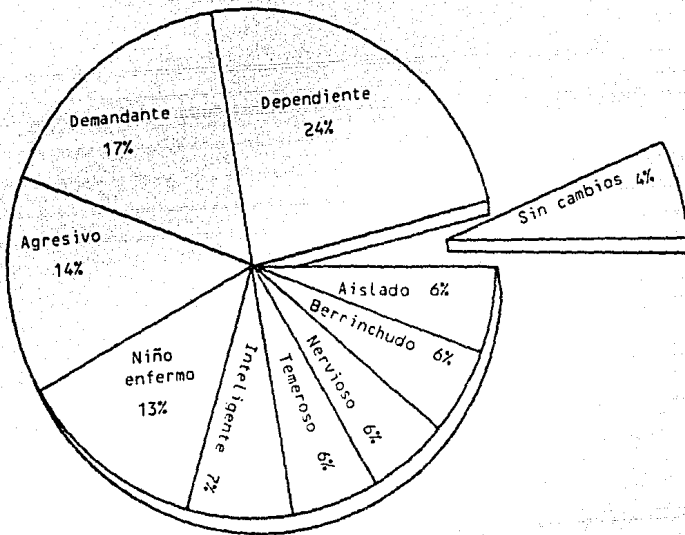 Dependiente
24%
Demandante
17%
Sin cambios 4%
Agresivo
14%
Aislado 6%
Berrinchudo 6%
Nervioso 6%
Temeroso 6%
Inteligente 7%
Niño
enfermo
13%